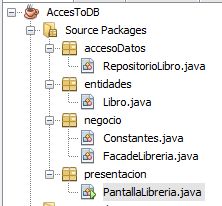 AccesToDB
Source Packages
accesoDatos
RepositorioLibro.java
entidades
Libro.java
negocio
Constantes.java
FacadeLibreria.java
presentacion
PantallaLibreria.java